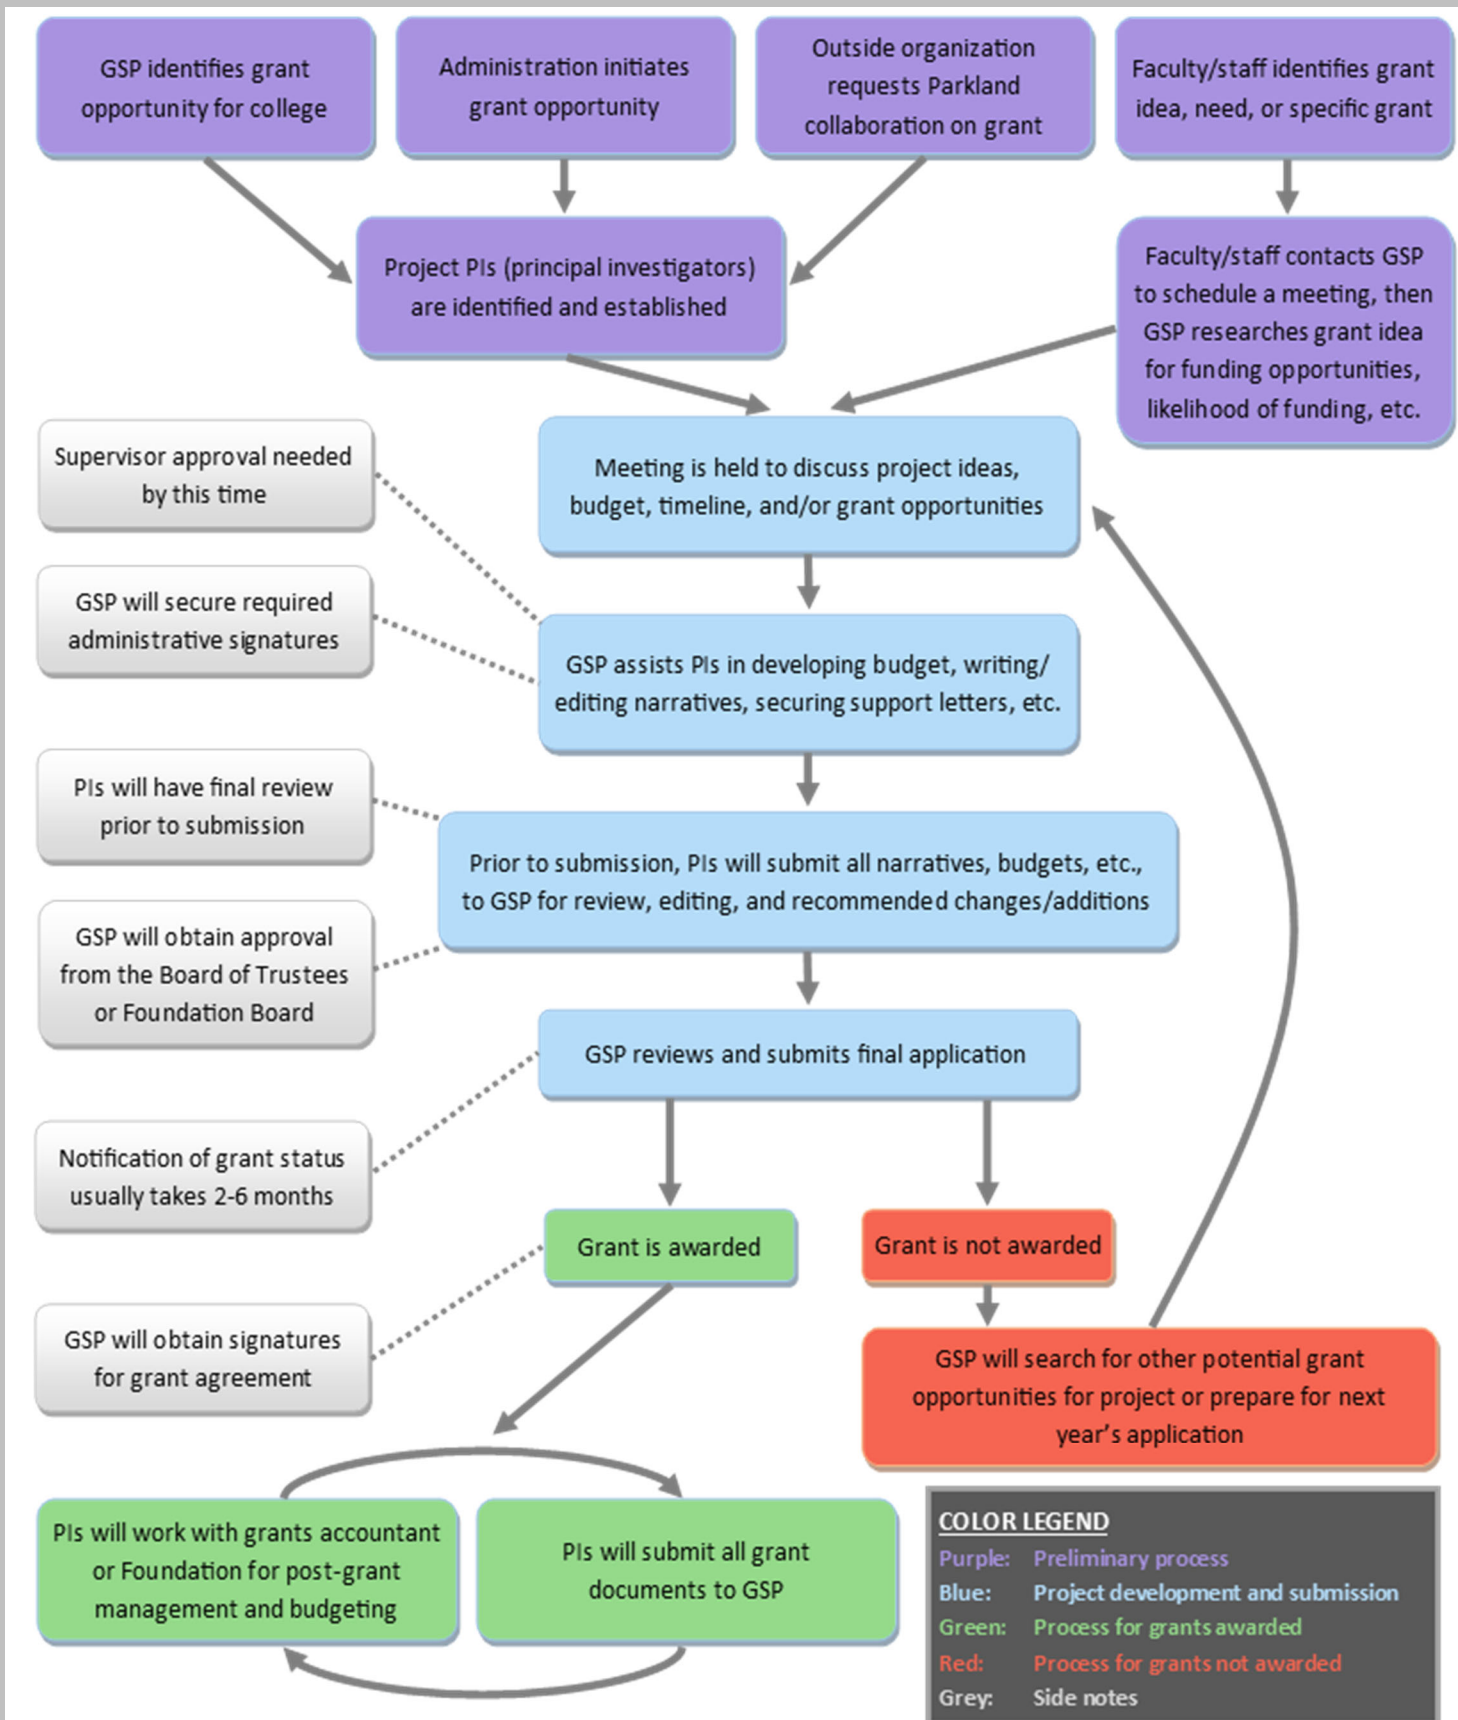 GSP identifies grant
opportunity for college
Administration initiates
grant opportunity
Outside organization
requests Parkland
collaboration on grant
Faculty/staff identifies grant
idea, need, or specific grant
Project PIs (principal investigators)
are identified and established
Faculty/staff contacts GSP
to schedule a meeting, then
GSP researches grant idea
for funding opportunities,
likelihood of funding, etc.
Supervisor approval needed
by this time
Meeting is held to discuss project ideas,
budget, timeline, and/or grant opportunities
GSP will secure required
administrative signatures
GSP assists PIs in developing budget, writing/
editing narratives, securing support letters, etc.
PIs will have final review
prior to submission
Prior to submission, PIs will submit all narratives, budgets, etc.,
to GSP for review, editing, and recommended changes/additions
GSP will obtain approval
from the Board of Trustees
or Foundation Board
GSP reviews and submits final application
Notification of grant status
usually takes 2-6 months
Grant is awarded
Grant is not awarded
GSP will obtain signatures
for grant agreement
GSP will search for other potential grant
opportunities for project or prepare for next
year's application
PIs will work with grants accountant
or Foundation for post-grant
management and budgeting
PIs will submit all grant
documents to GSP
COLOR LEGEND
Purple: Preliminary process
Blue: Project development and submission
Green: Process for grants awarded
Red: Process for grants not awarded
Grey: Side notes